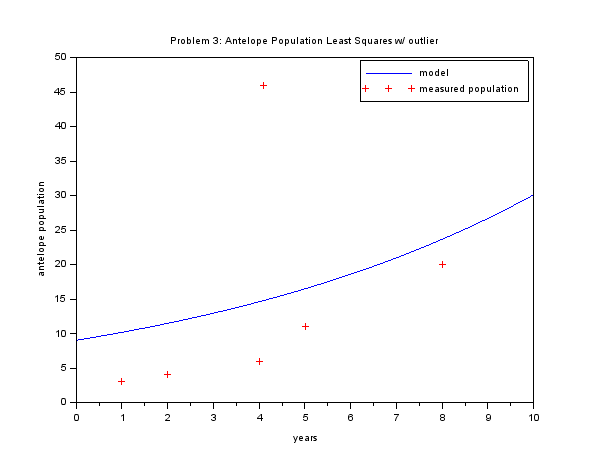 Problem 3: Antelope Population Least Squares w/ outlier
50
45
40
35
30
25
20
15
10
5
0
antelope population
model
measured population
0 1 2 3 4 5 6 7 8 9 10
years